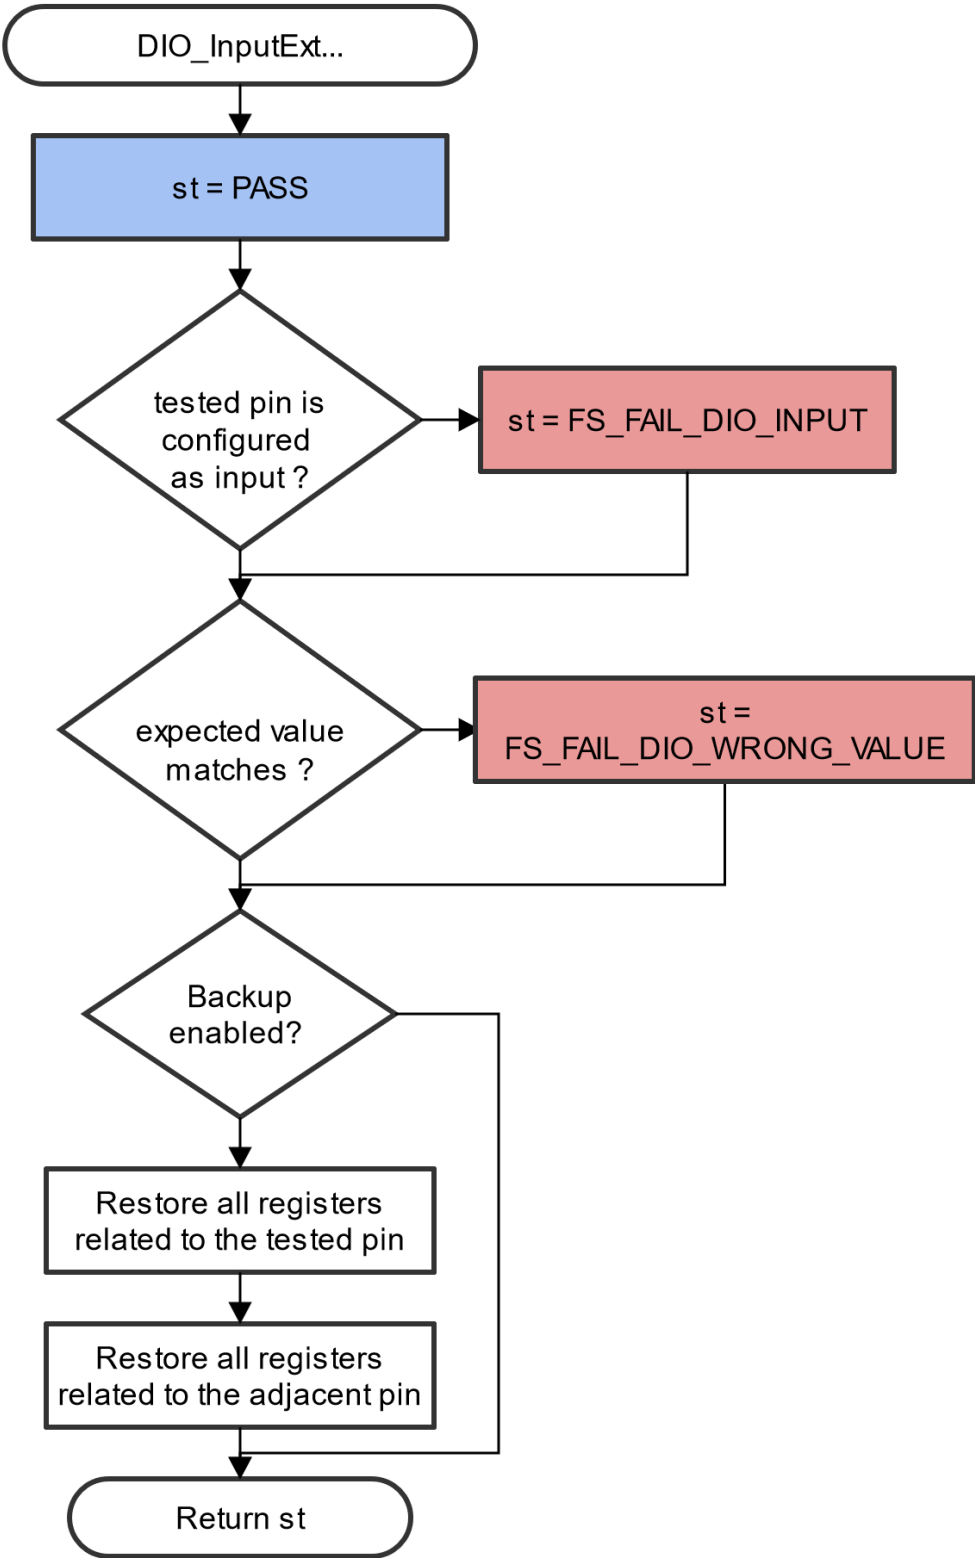 DIO_InputExt...
st = PASS
tested pin is
configured
as input ?
st = FS_FAIL_DIO_INPUT
expected value
matches ?
st =
FS_FAIL_DIO_WRONG_VALUE
Backup
enabled?
Restore all registers
related to the tested pin
Restore all registers
related to the adjacent pin
Return st